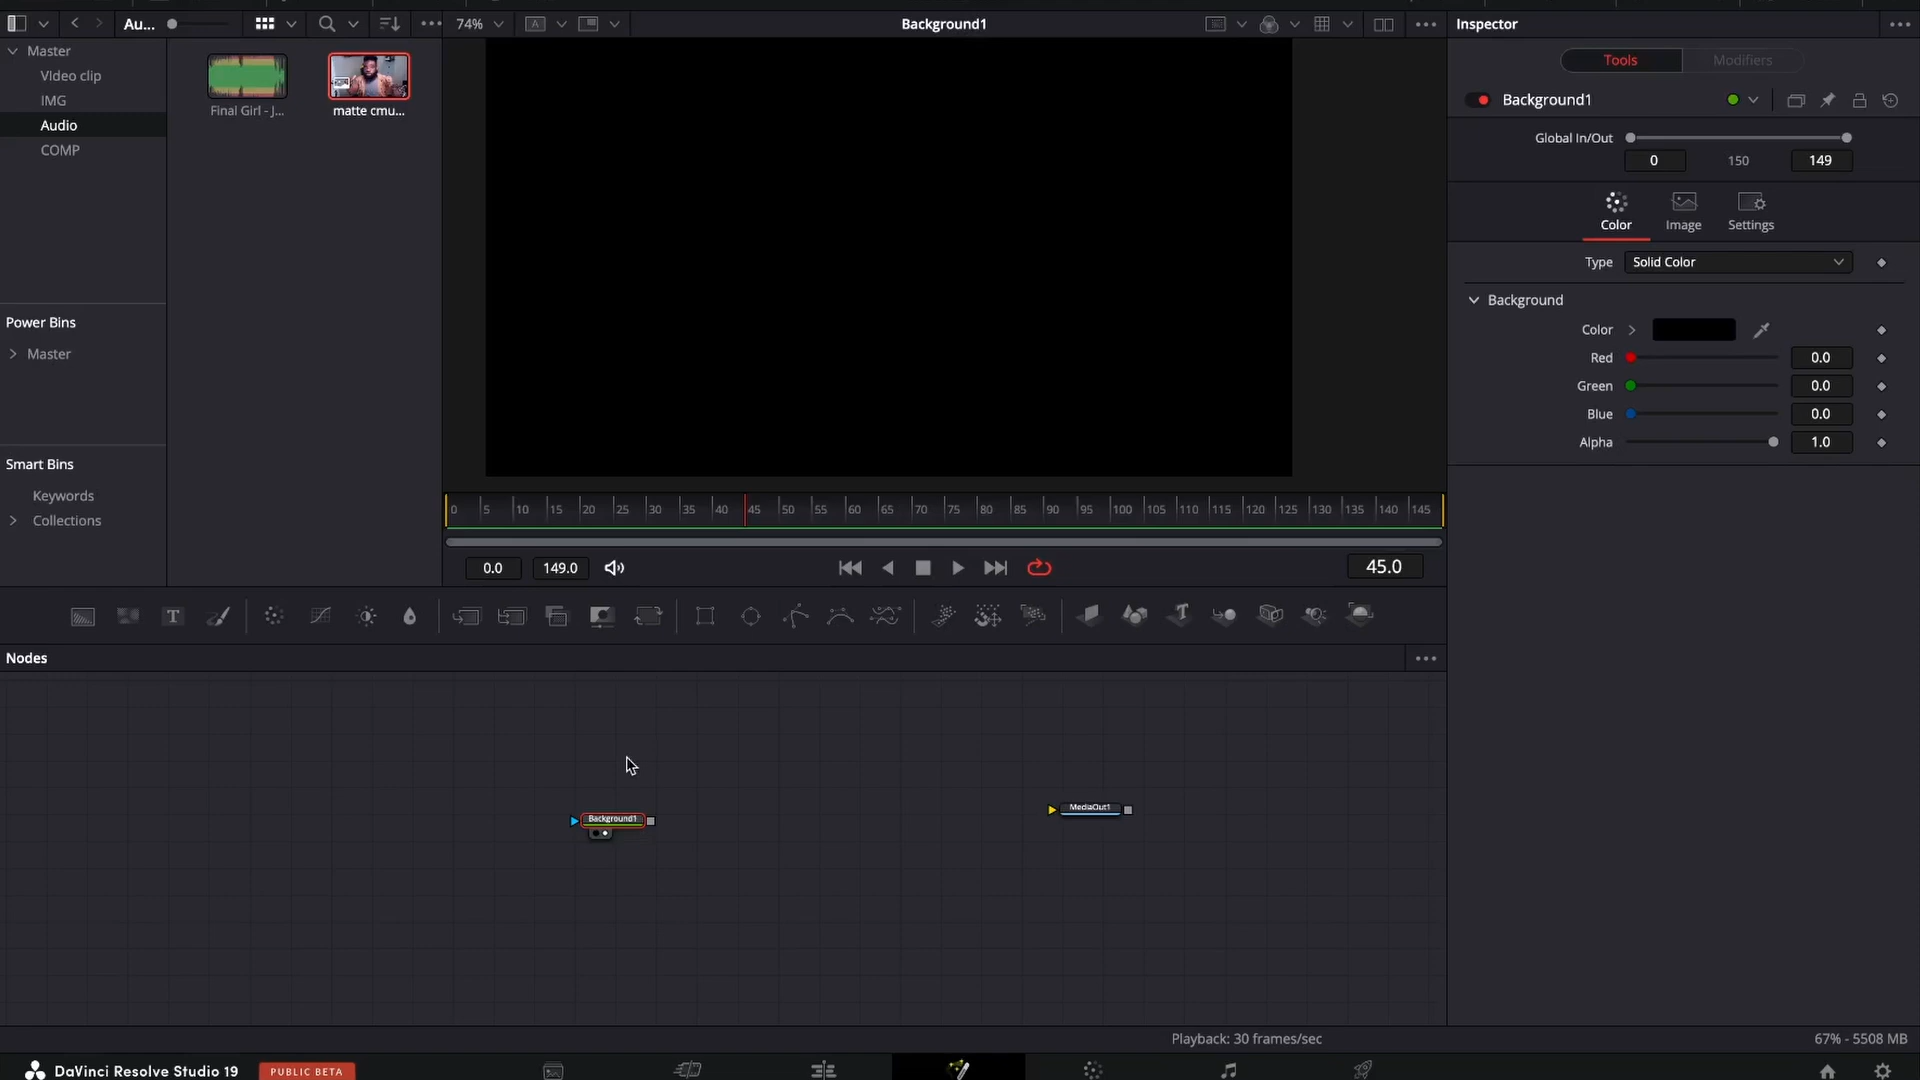 Au...
74%
Background1
Inspector
Master
Video clip
IMG
Audio
COMP
Final Girl - J...
matte cmu...
Tools
Modifiers
Background1
Global In/Out
0
150
149
Color
Image
Settings
Type
Solid Color
Background
Color
Red
0.0
Green
0.0
Blue
0.0
Alpha
1.0
Power Bins
Master
Smart Bins
Keywords
Collections
0 5 10 15 20 25 30 35 40 45 50 55 60 65 70 75 80 85 90 95 100 105 110 115 120 125 130 135 140 145
0.0
149.0
45.0
A
T
T
Nodes
Background1
MediaOut1
Playback: 30 frames/sec
67% - 5508 MB
DaVinci Resolve Studio 19
PUBLIC BETA